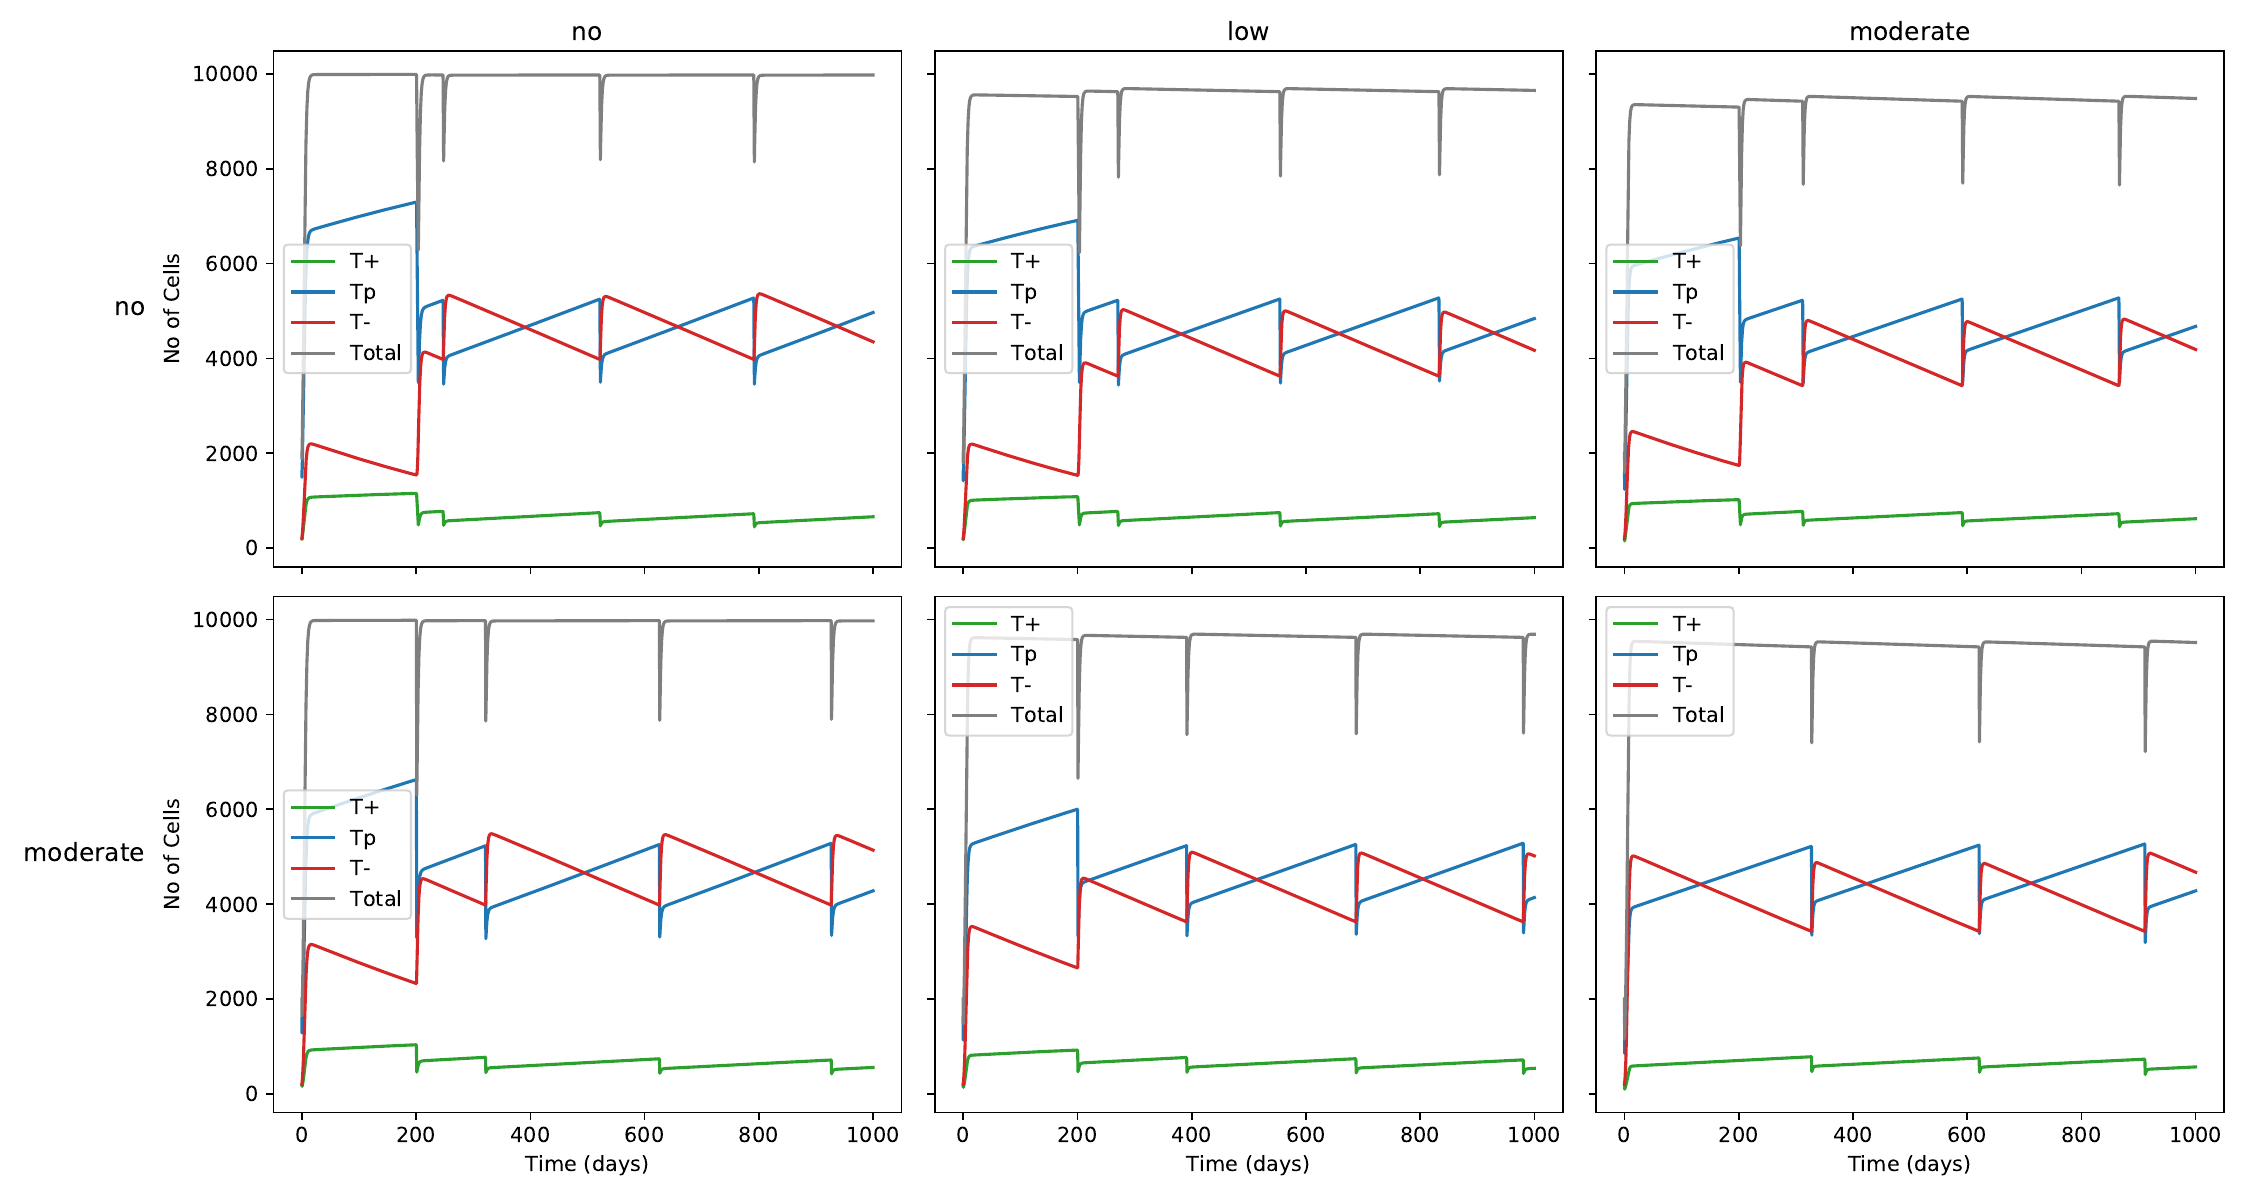 no low moderate
10000
8000
6000
4000
2000
0
No of Cells
no
T+
Tp
T-
Total
T+
Tp
T-
Total
T+
Tp
T-
Total
10000
8000
6000
4000
2000
0
No of Cells
moderate
T+
Tp
T-
Total
T+
Tp
T-
Total
T+
Tp
T-
Total
0 200 400 600 800 1000
Time (days)
0 200 400 600 800 1000
Time (days)
0 200 400 600 800 1000
Time (days)